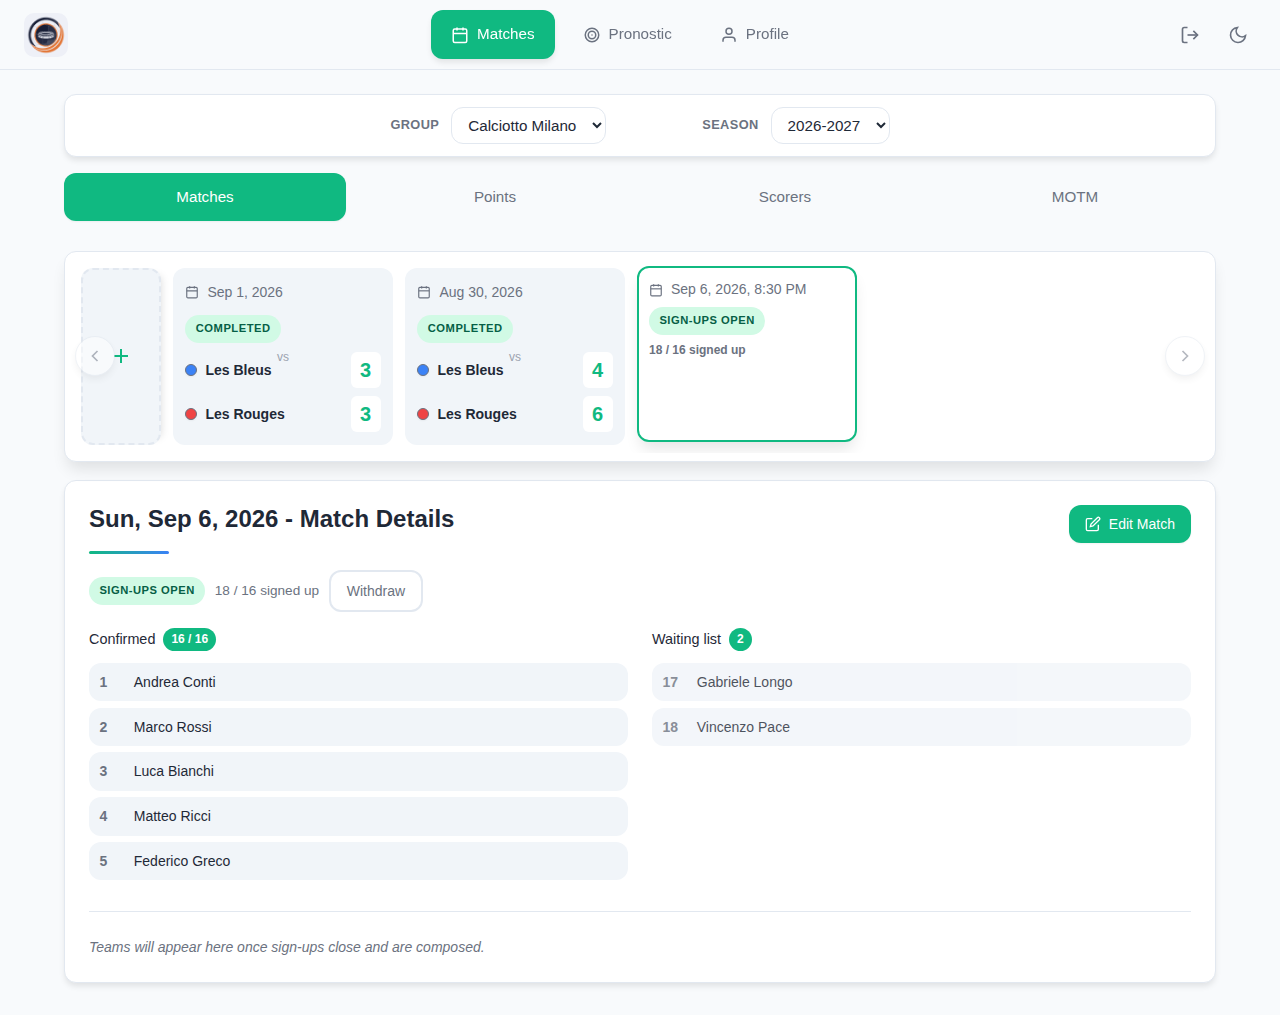 Matches
Pronostic
Profile
GROUP
Calciotto Milano
SEASON
2026-2027
Matches
Points
Scorers
MOTM
Sep 1, 2026
COMPLETED
vs
Les Bleus
3
Les Rouges
3
Aug 30, 2026
COMPLETED
vs
Les Bleus
4
Les Rouges
6
Sep 6, 2026, 8:30 PM
SIGN-UPS OPEN
18 / 16 signed up
Sun, Sep 6, 2026 - Match Details
Edit Match
SIGN-UPS OPEN
18 / 16 signed up
Withdraw
Confirmed 16 / 16
1 Andrea Conti
2 Marco Rossi
3 Luca Bianchi
4 Matteo Ricci
5 Federico Greco
Waiting list 2
17 Gabriele Longo
18 Vincenzo Pace
Teams will appear here once sign-ups close and are composed.